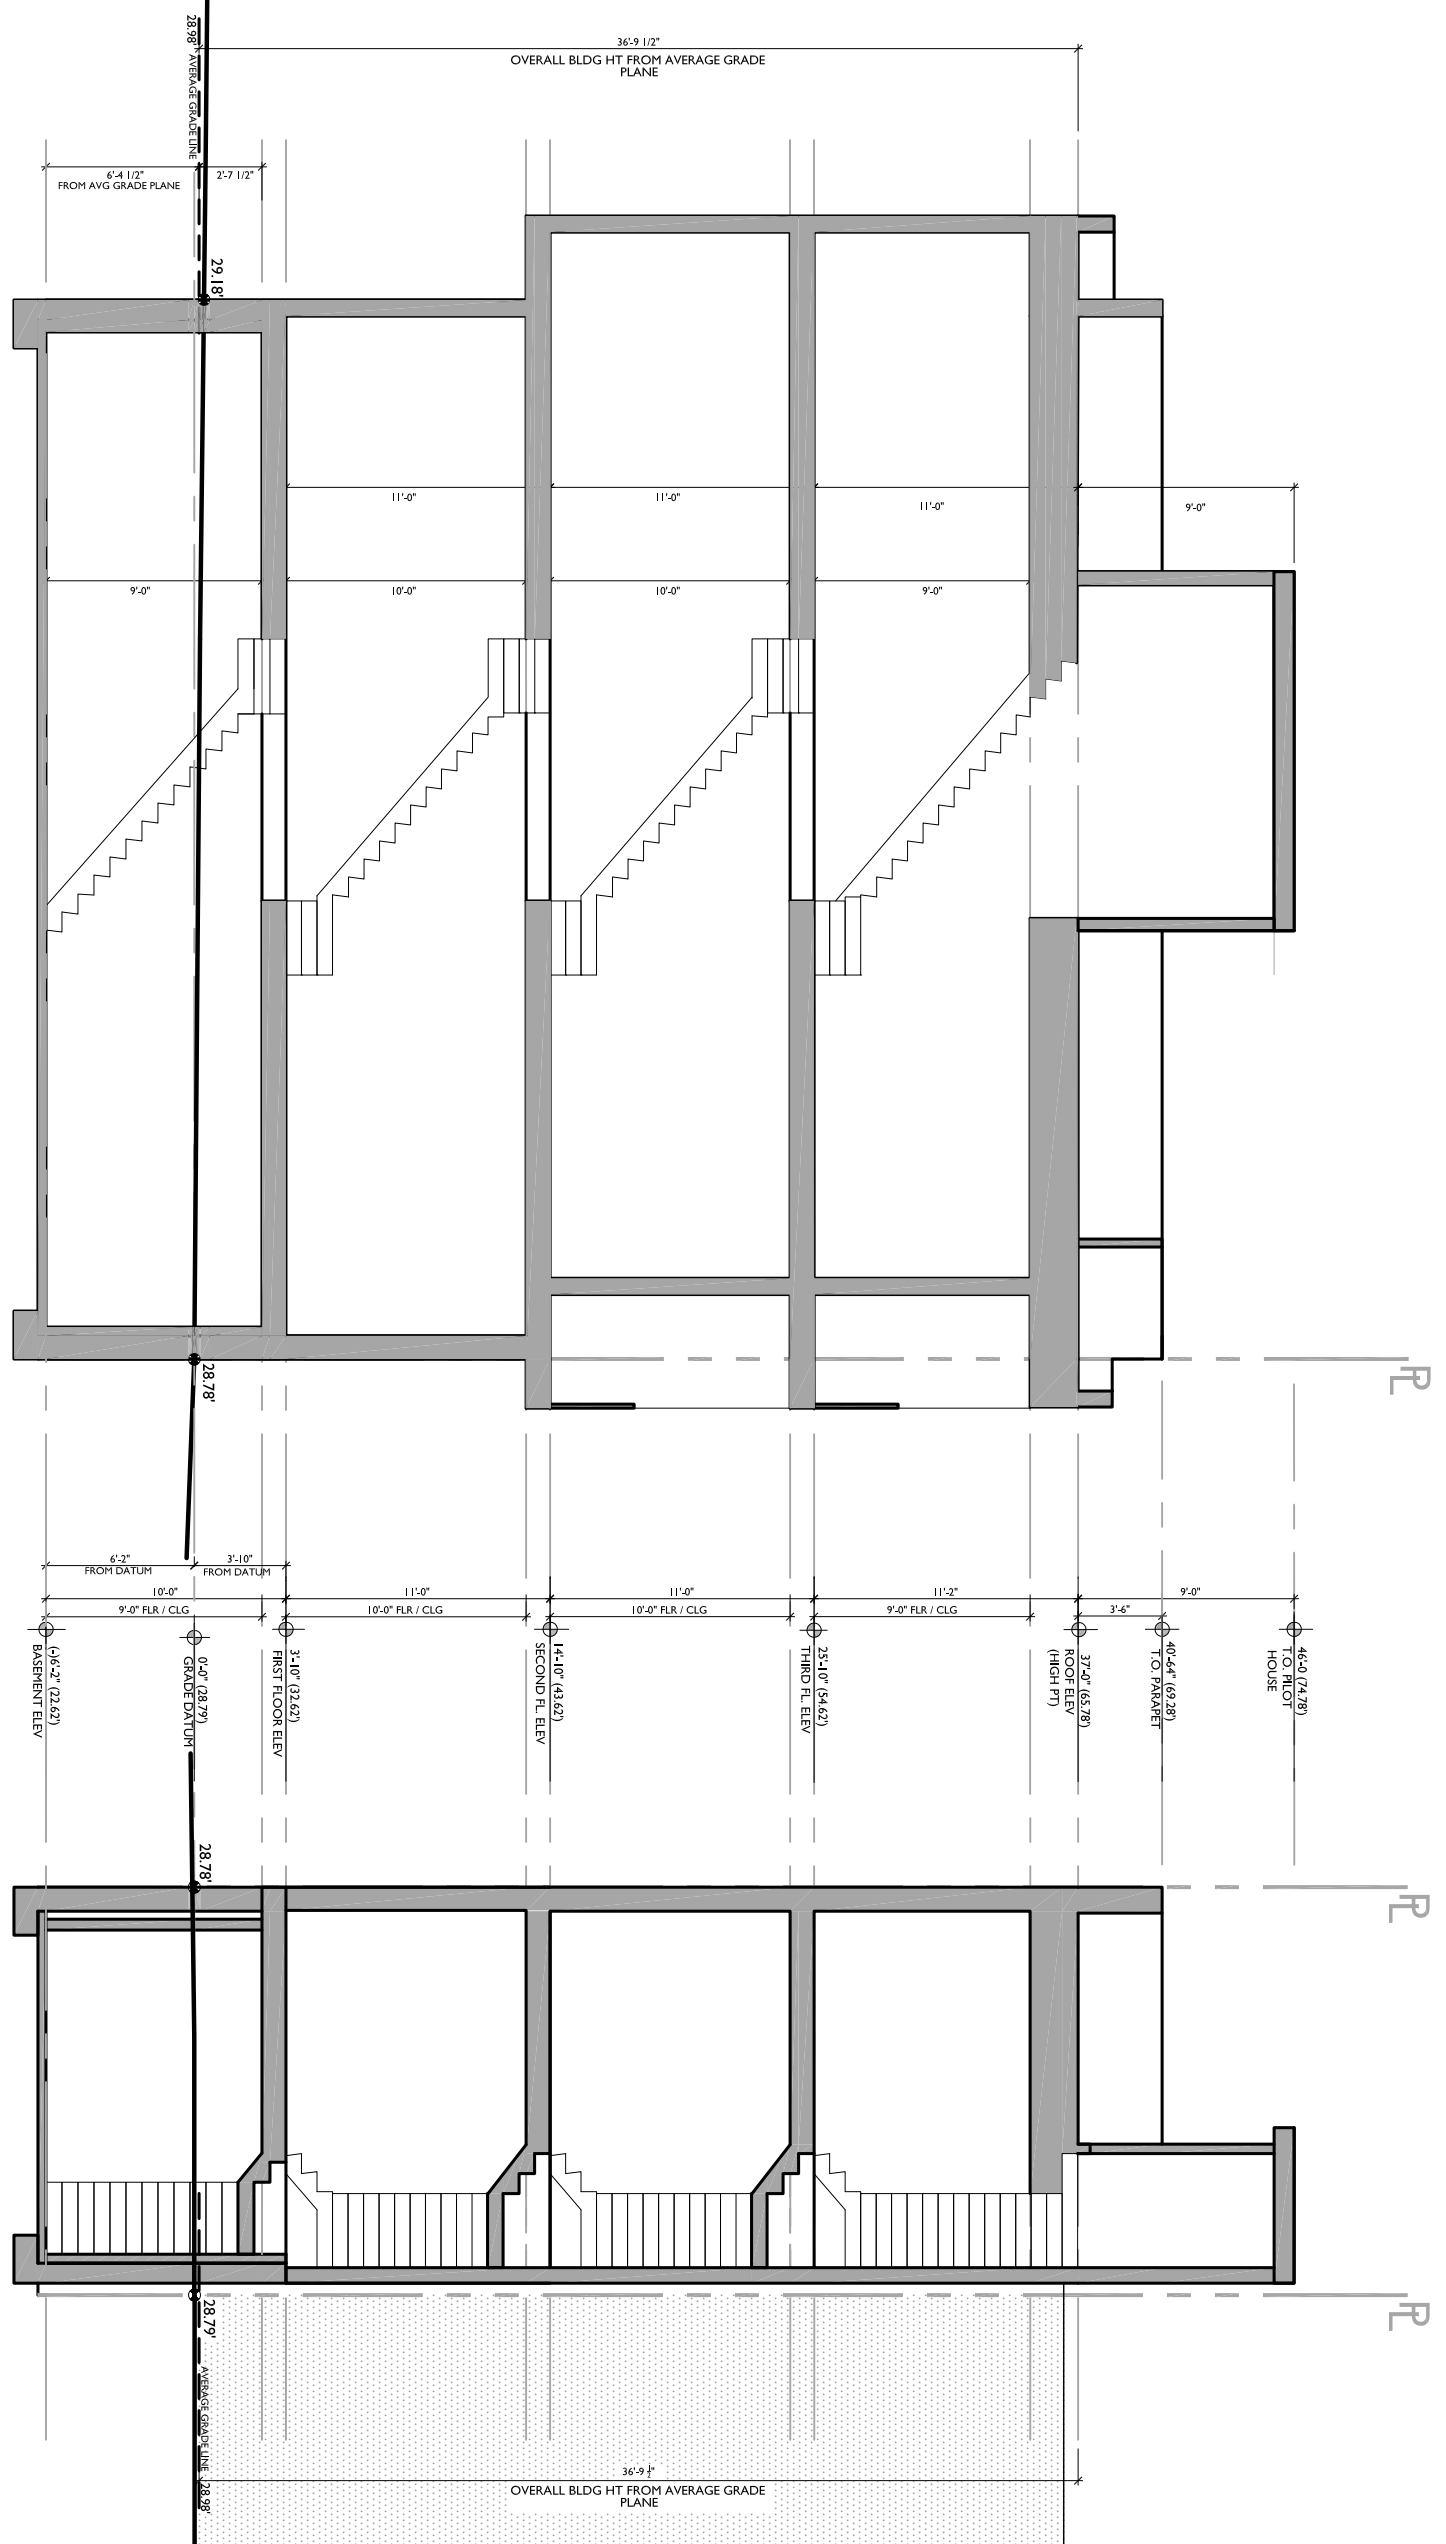 28.98' AVERAGE GRADE LINE
36'-9 1/2"
OVERALL BLDG HT FROM AVERAGE GRADE
PLANE
6'-4 1/2"
FROM AVG GRADE PLANE
2'-7 1/2"
29.18'
11'-0"
11'-0"
11'-0"
9'-0"
9'-0"
10'-0"
10'-0"
9'-0"
28.78'
PL
6'-2"
FROM DATUM
3'-10"
FROM DATUM
10'-0"
11'-0"
11'-0"
11'-2"
9'-0"
9'-0" FLR / CLG
10'-0" FLR / CLG
10'-0" FLR / CLG
9'-0" FLR / CLG
3'-6"
(-)6'-2" (22.62')
BASEMENT ELEV
0'-0" (28.79')
GRADE DATUM
3'-10" (32.62')
FIRST FLOOR ELEV
14'-10" (43.62')
SECOND FL. ELEV
25'-10" (54.62')
THIRD FL. ELEV
37'-0" (65.78')
ROOF ELEV
(HIGH PT)
40'-64" (69.28')
T.O. PARAPET
46'-0 (74.78')
T.O. PILOT
HOUSE
28.78'
PL
28.79'
PL
AVERAGE GRADE LINE 28.98'
36'-9 1/2"
OVERALL BLDG HT FROM AVERAGE GRADE
PLANE